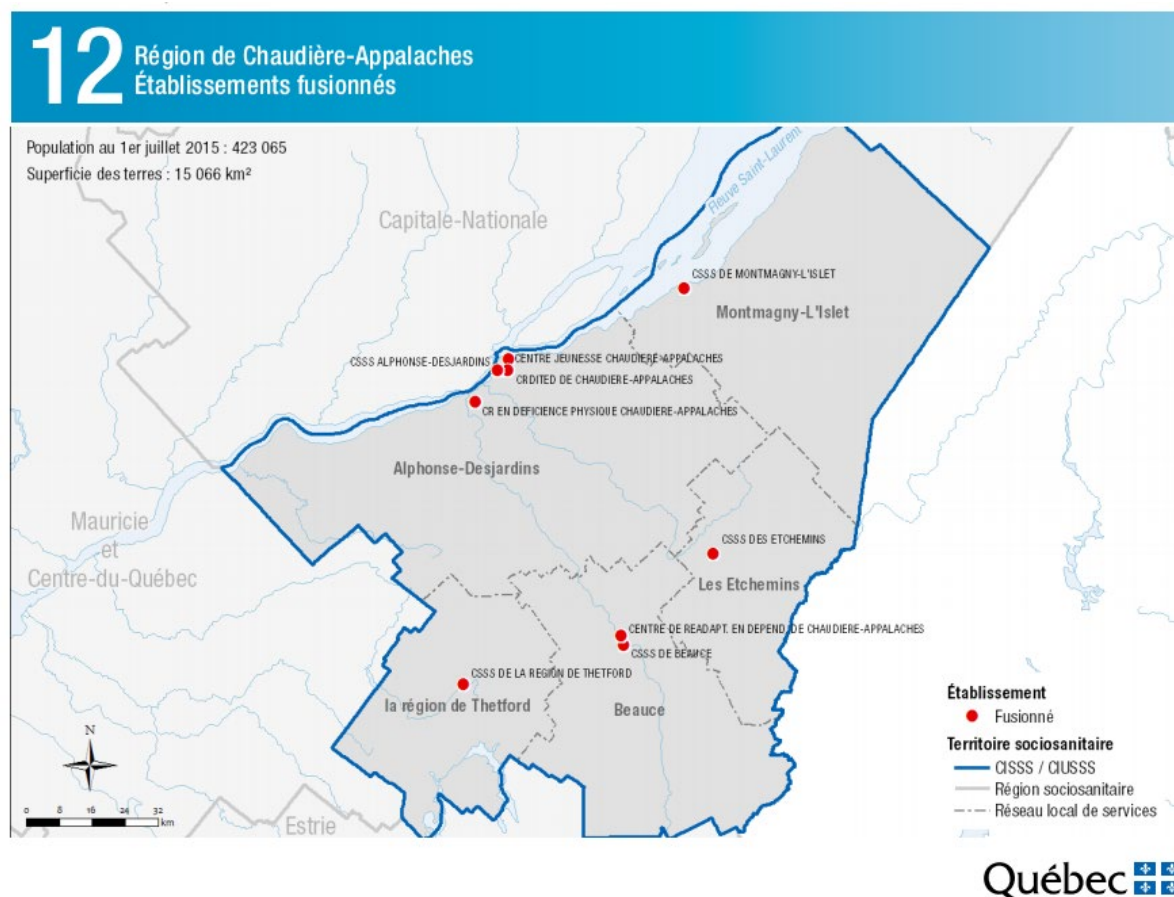 12
Région de Chaudière-Appalaches
Établissements fusionnés
Population au 1er juillet 2015 : 423 065
Superficie des terres : 15 066 km²
Fleuve Saint-Laurent
Capitale-Nationale
CSSS DE MONTMAGNY-L'ISLET
Montmagny-L'Islet
CSSS ALPHONSE-DESJARDINS
CENTRE JEUNESSE CHAUDIERE-APPALACHES
CRDITED DE CHAUDIERE-APPALACHES
CR EN DEFICIENCE PHYSIQUE CHAUDIERE-APPALACHES
Alphonse-Desjardins
Mauricie
et
Centre-du-Québec
CSSS DES ETCHEMINS
Les Etchemins
CENTRE DE READAPT. EN DEPEND. DE CHAUDIERE-APPALACHES
CSSS DE BEAUCE
CSSS DE LA REGION DE THETFORD
la région de Thetford
Beauce
Établissement
Fusionné
Territoire sociosanitaire
CISSS / CIUSSS
Région sociosanitaire
Réseau local de services
N
0 8 16 24 32
km
Estrie
Québec